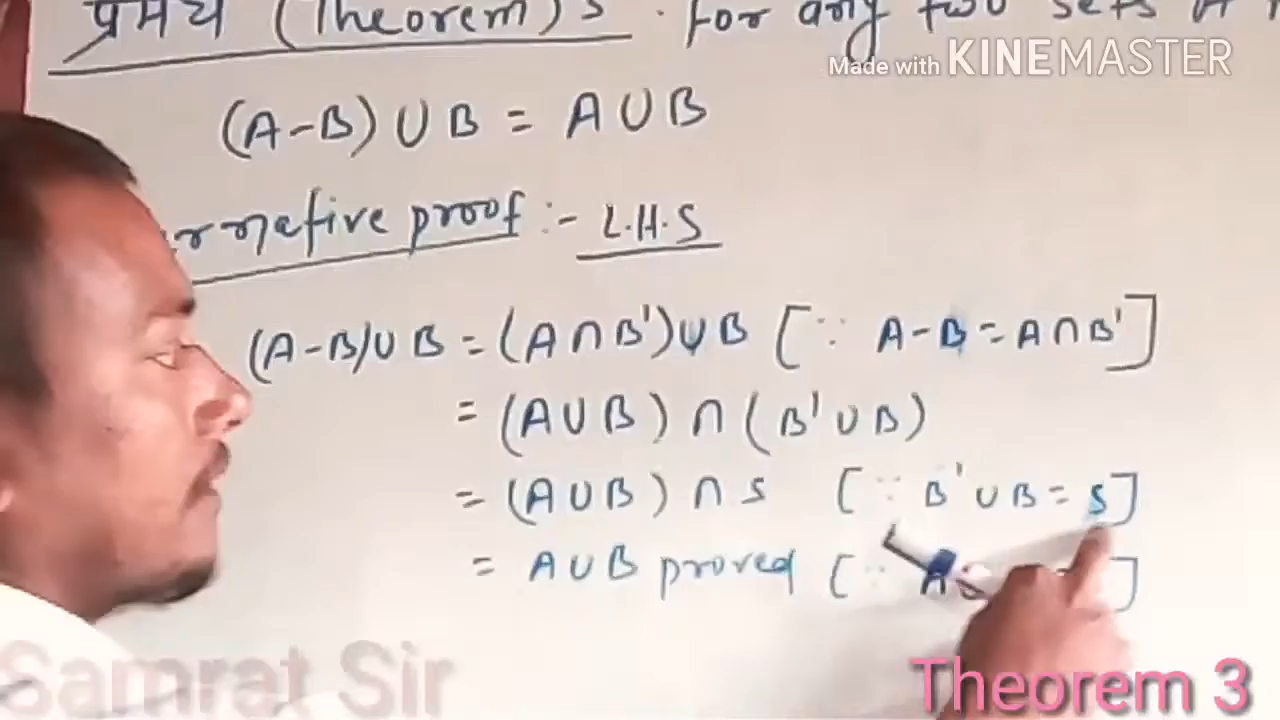 प्रमेय (Theorem) 3 . For any two sets A
Made with KINEMASTER
(A-B) ∪ B = A ∪ B
proof :- L.H.S
(A-B)∪B = (A∩B')∪B [∵ A-B = A∩B']
= (A∪B) ∩ (B'∪B)
= (A∪B) ∩ S [∵ B'∪B = S]
= A∪B proved [∵ ]
Samrat Sir
Theorem 3